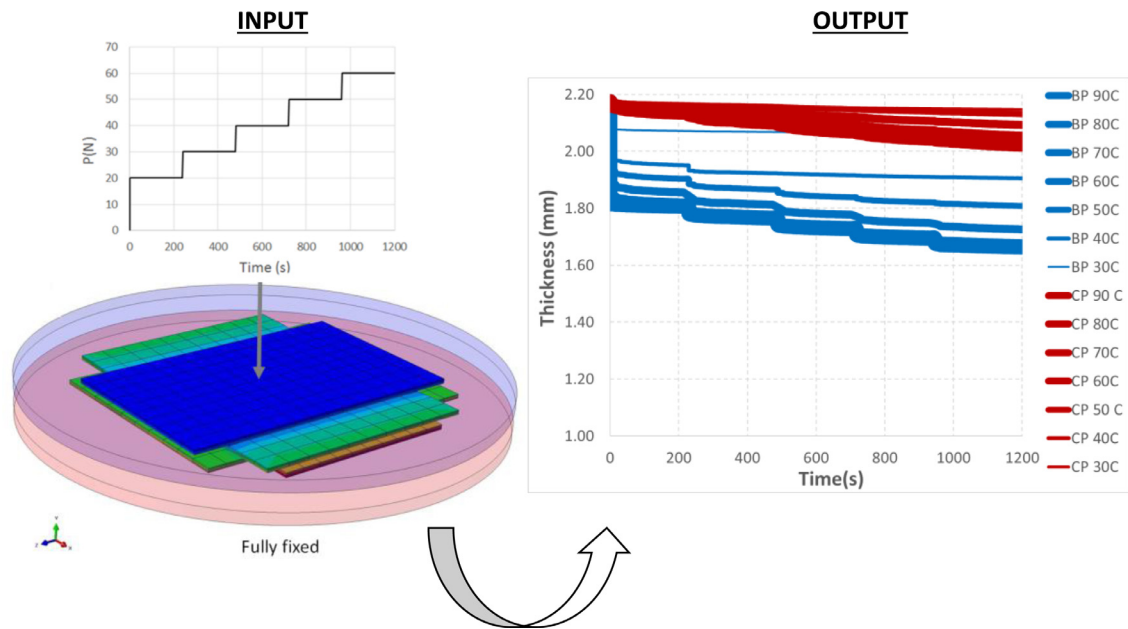 INPUT
70
60
50
40
30
20
10
0
P(N)
0 200 400 600 800 1000 1200
Time (s)
Fully fixed
Y
Z
X
OUTPUT
2.20
2.00
1.80
1.60
1.40
1.20
1.00
Thickness (mm)
0 200 400 600 800 1000 1200
Time(s)
BP 90C
BP 80C
BP 70C
BP 60C
BP 50C
BP 40C
BP 30C
CP 90 C
CP 80C
CP 70C
CP 60C
CP 50 C
CP 40C
CP 30C